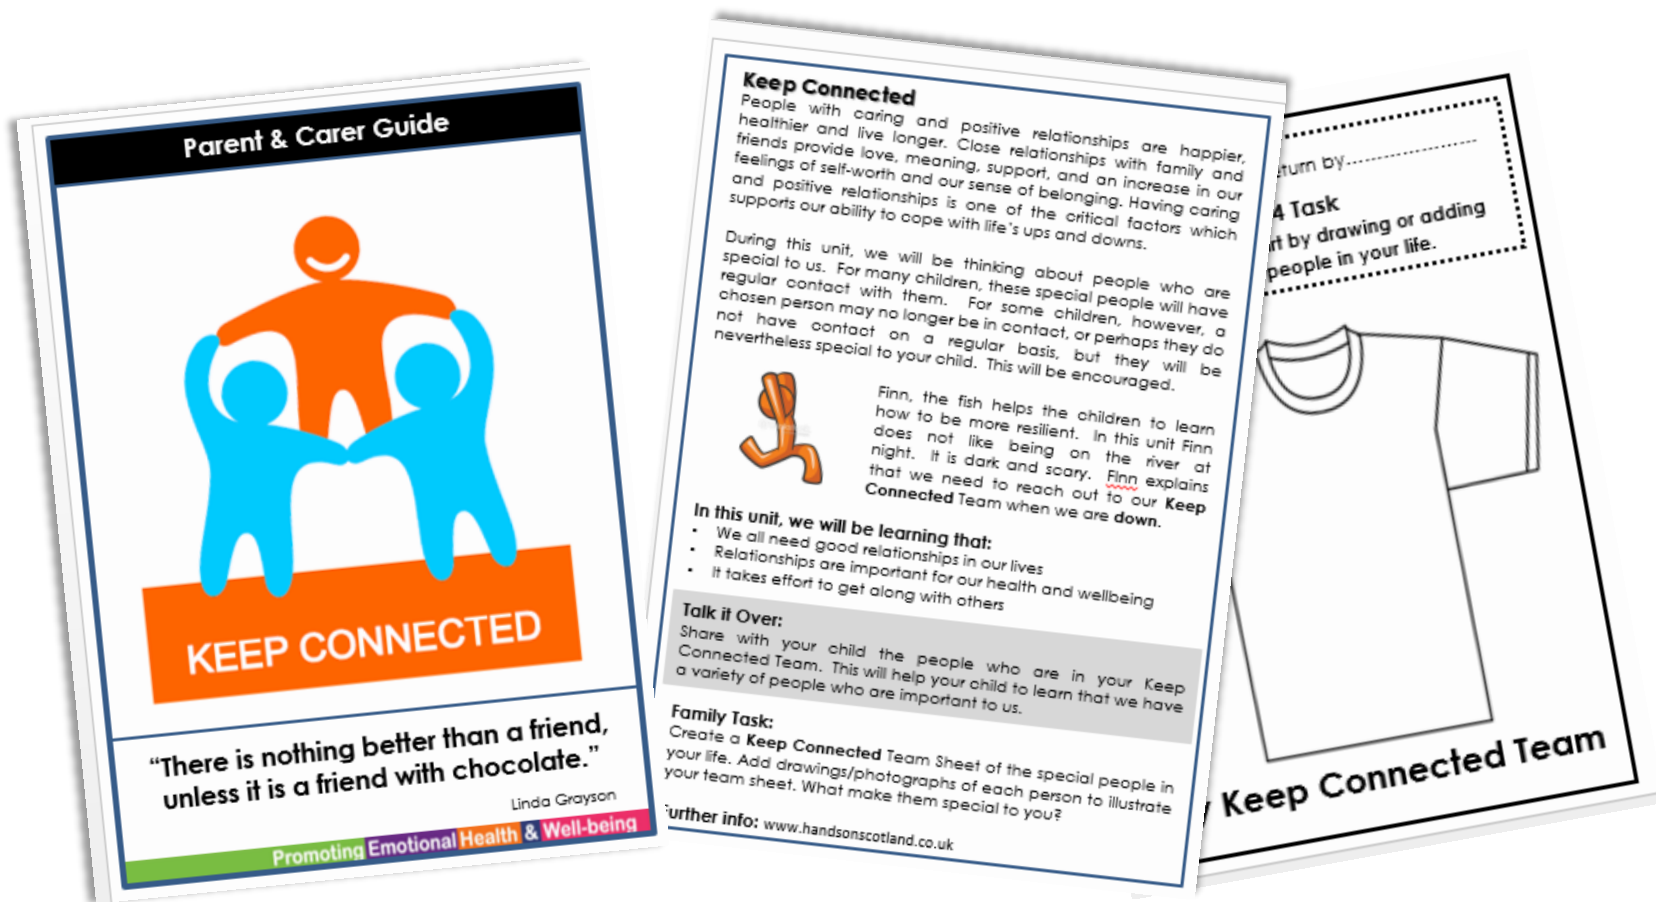 Parent & Carer Guide
KEEP CONNECTED
“There is nothing better than a friend,
unless it is a friend with chocolate.”
Linda Grayson
Promoting Emotional Health & Well-being
Keep Connected
People with caring and positive relationships are happier,
healthier and live longer. Close relationships with family and
friends provide love, meaning, support, and an increase in our
feelings of self-worth and our sense of belonging. Having caring
and positive relationships is one of the critical factors which
supports our ability to cope with life’s ups and downs.
During this unit, we will be thinking about people who are
special to us. For many children, these special people will have
regular contact with them. For some children, however, a
chosen person may no longer be in contact, or perhaps they do
not have contact on a regular basis, but they will be
nevertheless special to your child. This will be encouraged.
Finn, the fish helps the children to learn
how to be more resilient. In this unit Finn
does not like being on the river at
night. It is dark and scary. Finn explains
that we need to reach out to our Keep
Connected Team when we are down.
In this unit, we will be learning that:
• We all need good relationships in our lives
• Relationships are important for our health and wellbeing
• It takes effort to get along with others
Talk it Over:
Share with your child the people who are in your Keep
Connected Team. This will help your child to learn that we have
a variety of people who are important to us.
Family Task:
Create a Keep Connected Team Sheet of the special people in
your life. Add drawings/photographs of each person to illustrate
your team sheet. What make them special to you?
urther info: www.handsonscotland.co.uk
turn by
4 Task
rt by drawing or adding
people in your life.
y Keep Connected Team